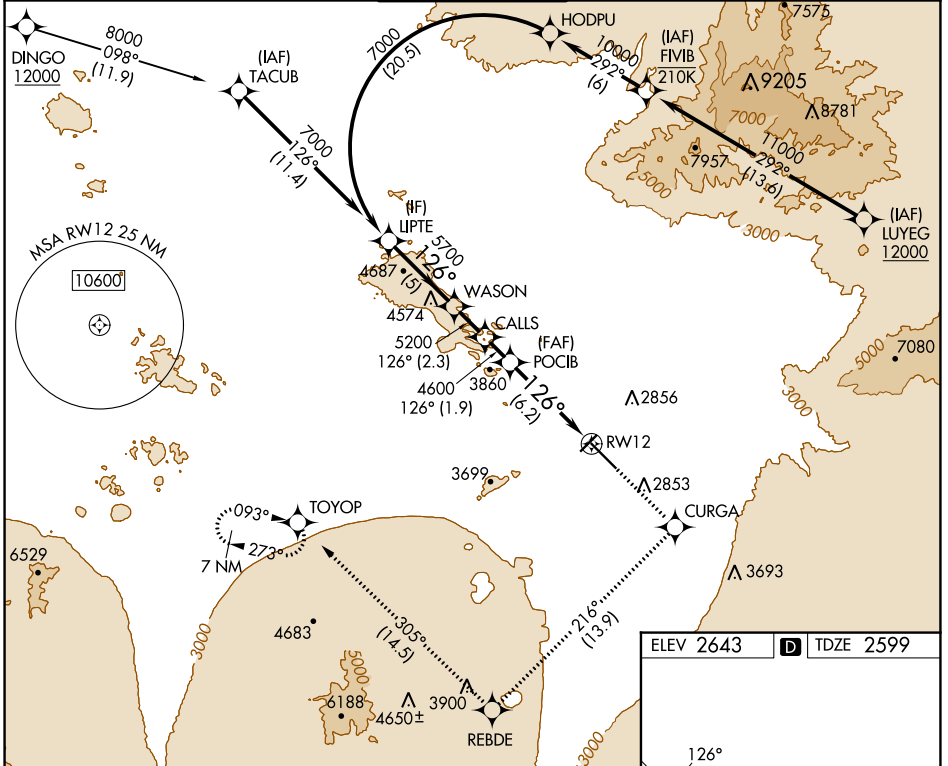 DINGO
12000
8000
098°
(11.9)
(IAF)
TACUB
7000
126°
(11.4)
7000
(20.5)
HODPU
10000
292°
(6)
(IAF)
FIVIB
210K
7575
9205
8781
7000
7957
5000
11000
292°
(13.6)
(IAF)
LUYEG
12000
3000
MSA RW12 25 NM
10600
(IF)
LIPTE
5700
126°
(5)
4687
4574
WASON
CALLS
5200
126° (2.3)
(FAF)
POCIB
4600
126° (1.9)
3860
126°
(6.2)
2856
RW12
2853
3699
7080
5000
3000
CURGA
3693
TOYOP
093°
273°
7 NM
6529
3000
4683
305°
(14.5)
216°
(13.9)
5000
6188
4650±
3900
REBDE
3000
ELEV 2643 D TDZE 2599
126°